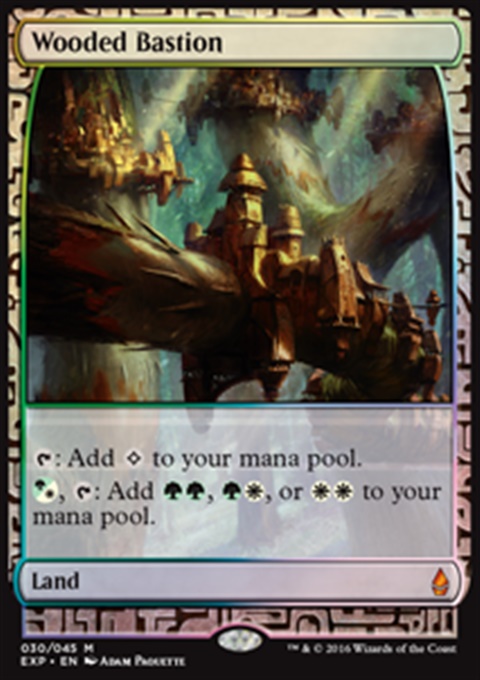 Wooded Bastion
: Add to your mana pool.
, : Add , , or to your
mana pool.
Land
030/045 M
EXP • EN Adam Paquette
™ & © 2016 Wizards of the Coast